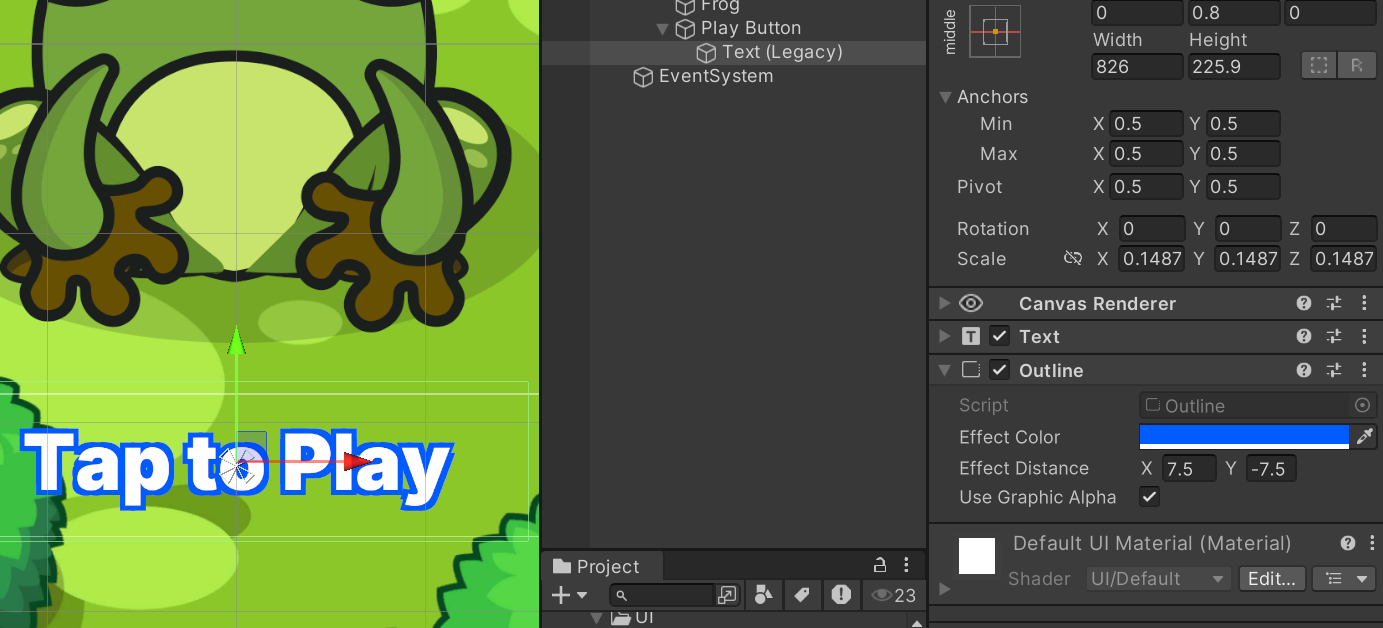 Frog
Play Button
Text (Legacy)
EventSystem
Tap to Play
Project
23
UI
middle
0 0.8 0
Width Height
826 225.9
R
Anchors
Min X 0.5 Y 0.5
Max X 0.5 Y 0.5
Pivot X 0.5 Y 0.5
Rotation X 0 Y 0 Z 0
Scale X 0.1487 Y 0.1487 Z 0.1487
Canvas Renderer
T Text
Outline
Script Outline
Effect Color
Effect Distance X 7.5 Y -7.5
Use Graphic Alpha
Default UI Material (Material)
Shader UI/Default Edit...